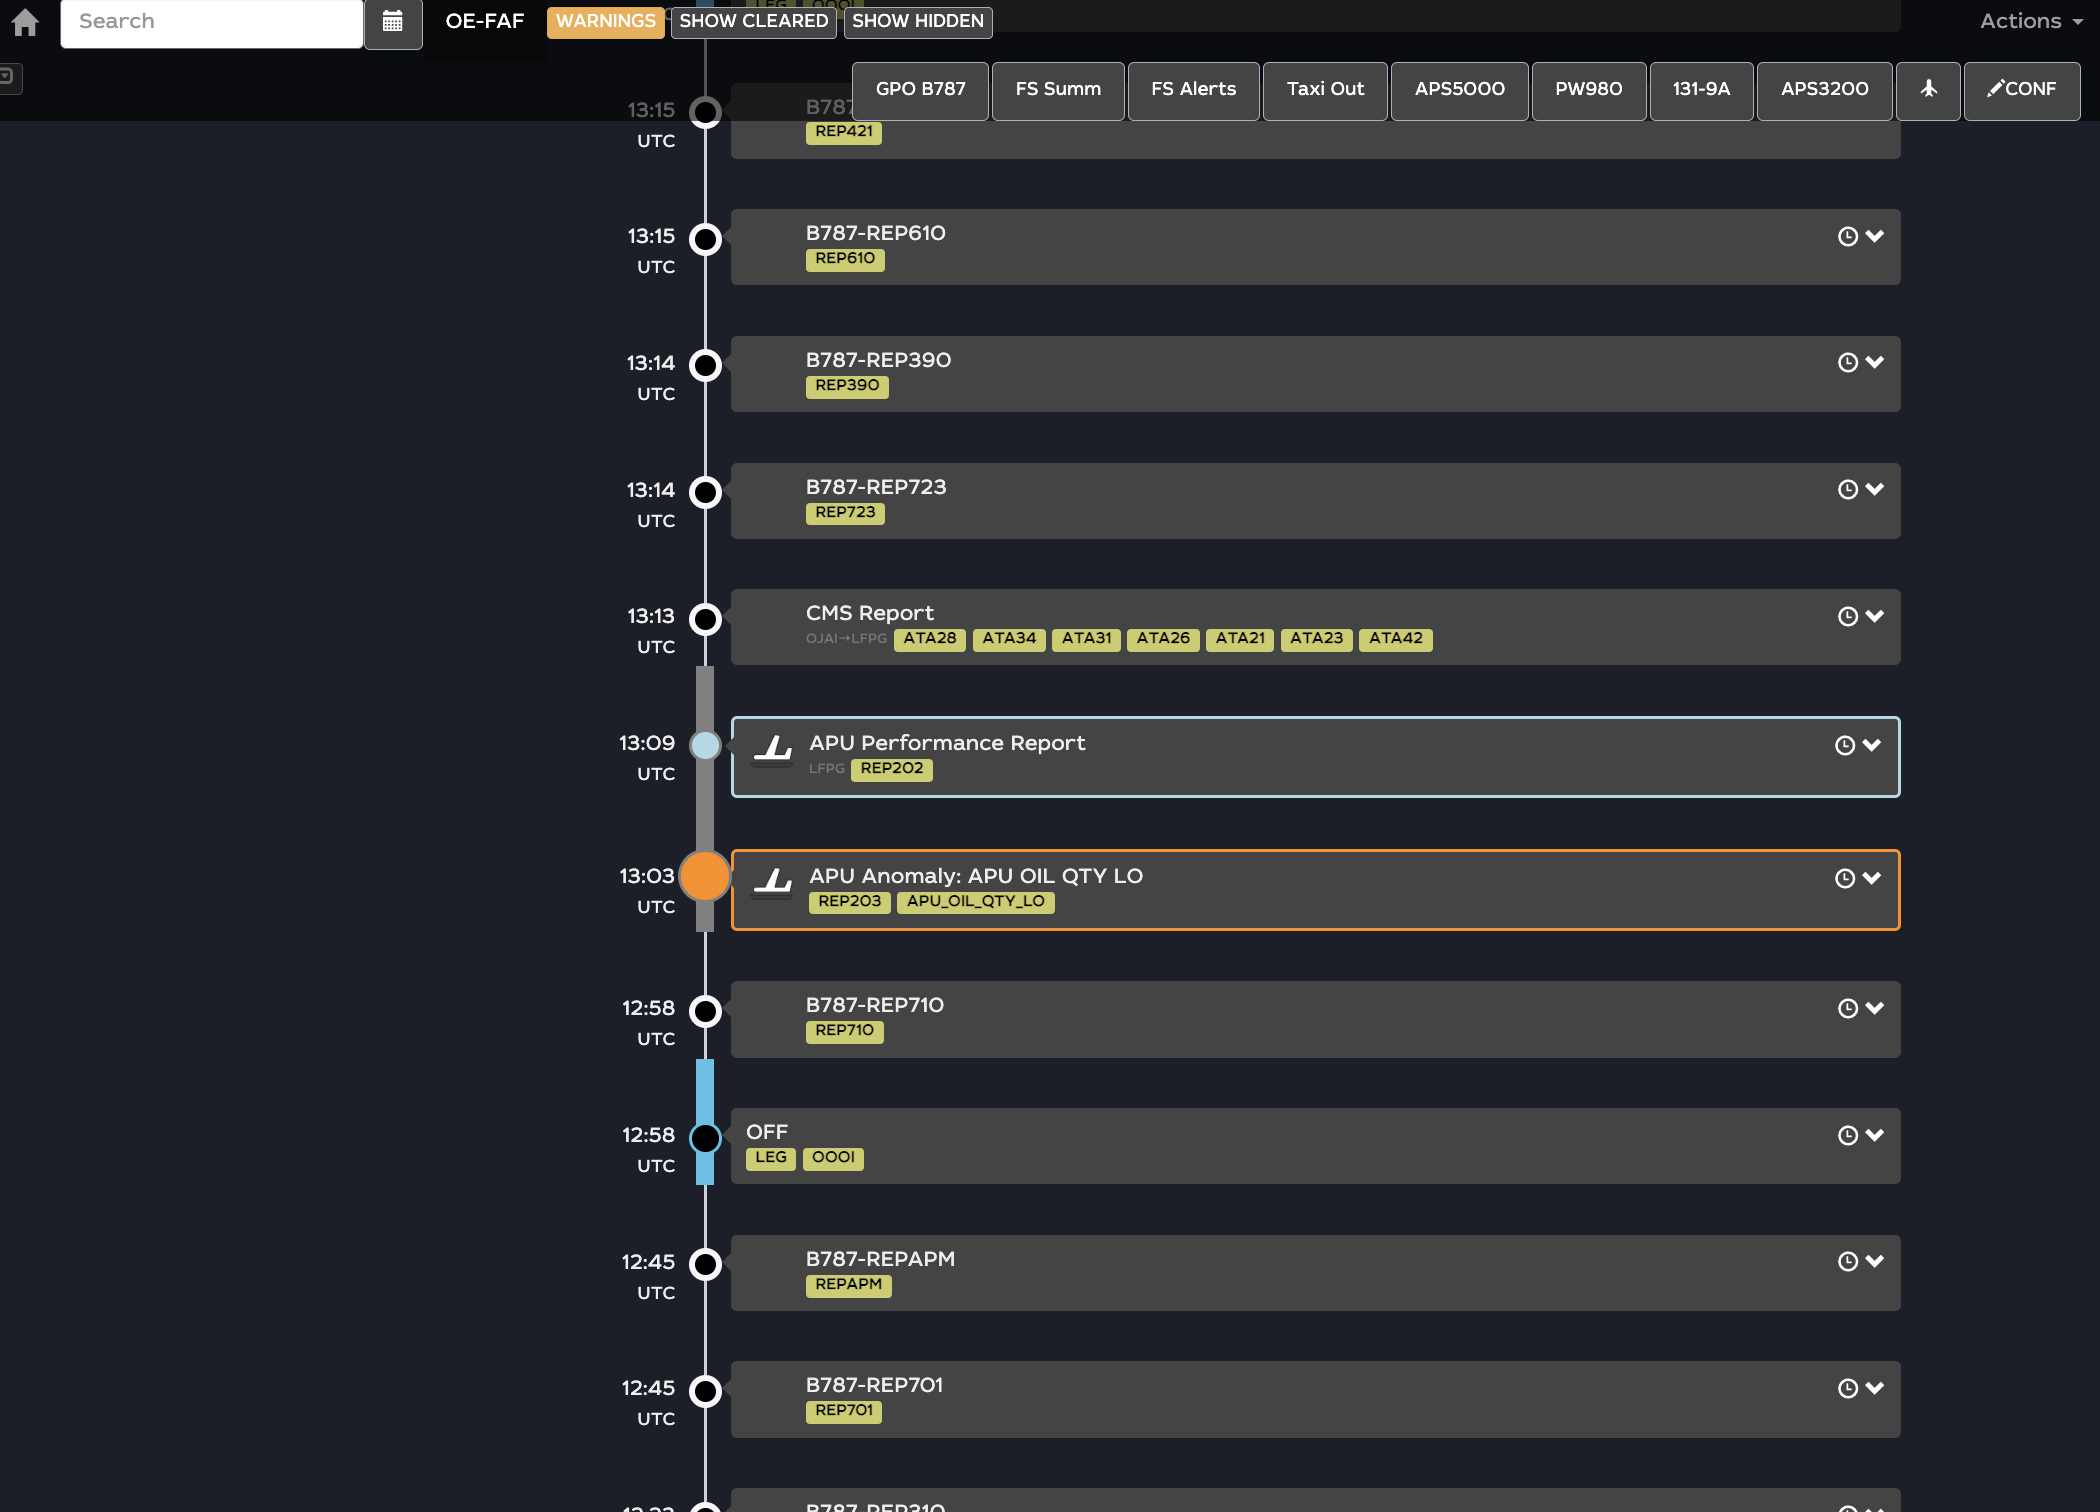 Search
OE-FAF
WARNINGS
SHOW CLEARED
SHOW HIDDEN
Actions
LEG OOOI
GPO B787
FS Summ
FS Alerts
Taxi Out
APS5000
PW980
131-9A
APS3200
CONF
13:15
UTC
B787
REP421
13:15
UTC
B787-REP610
REP610
13:14
UTC
B787-REP390
REP390
13:14
UTC
B787-REP723
REP723
13:13
UTC
CMS Report
OJAI→LFPG ATA28 ATA34 ATA31 ATA26 ATA21 ATA23 ATA42
13:09
UTC
APU Performance Report
LFPG REP202
13:03
UTC
APU Anomaly: APU OIL QTY LO
REP203 APU_OIL_QTY_LO
12:58
UTC
B787-REP710
REP710
12:58
UTC
OFF
LEG OOOI
12:45
UTC
B787-REPAPM
REPAPM
12:45
UTC
B787-REP701
REP701
B787-REP310